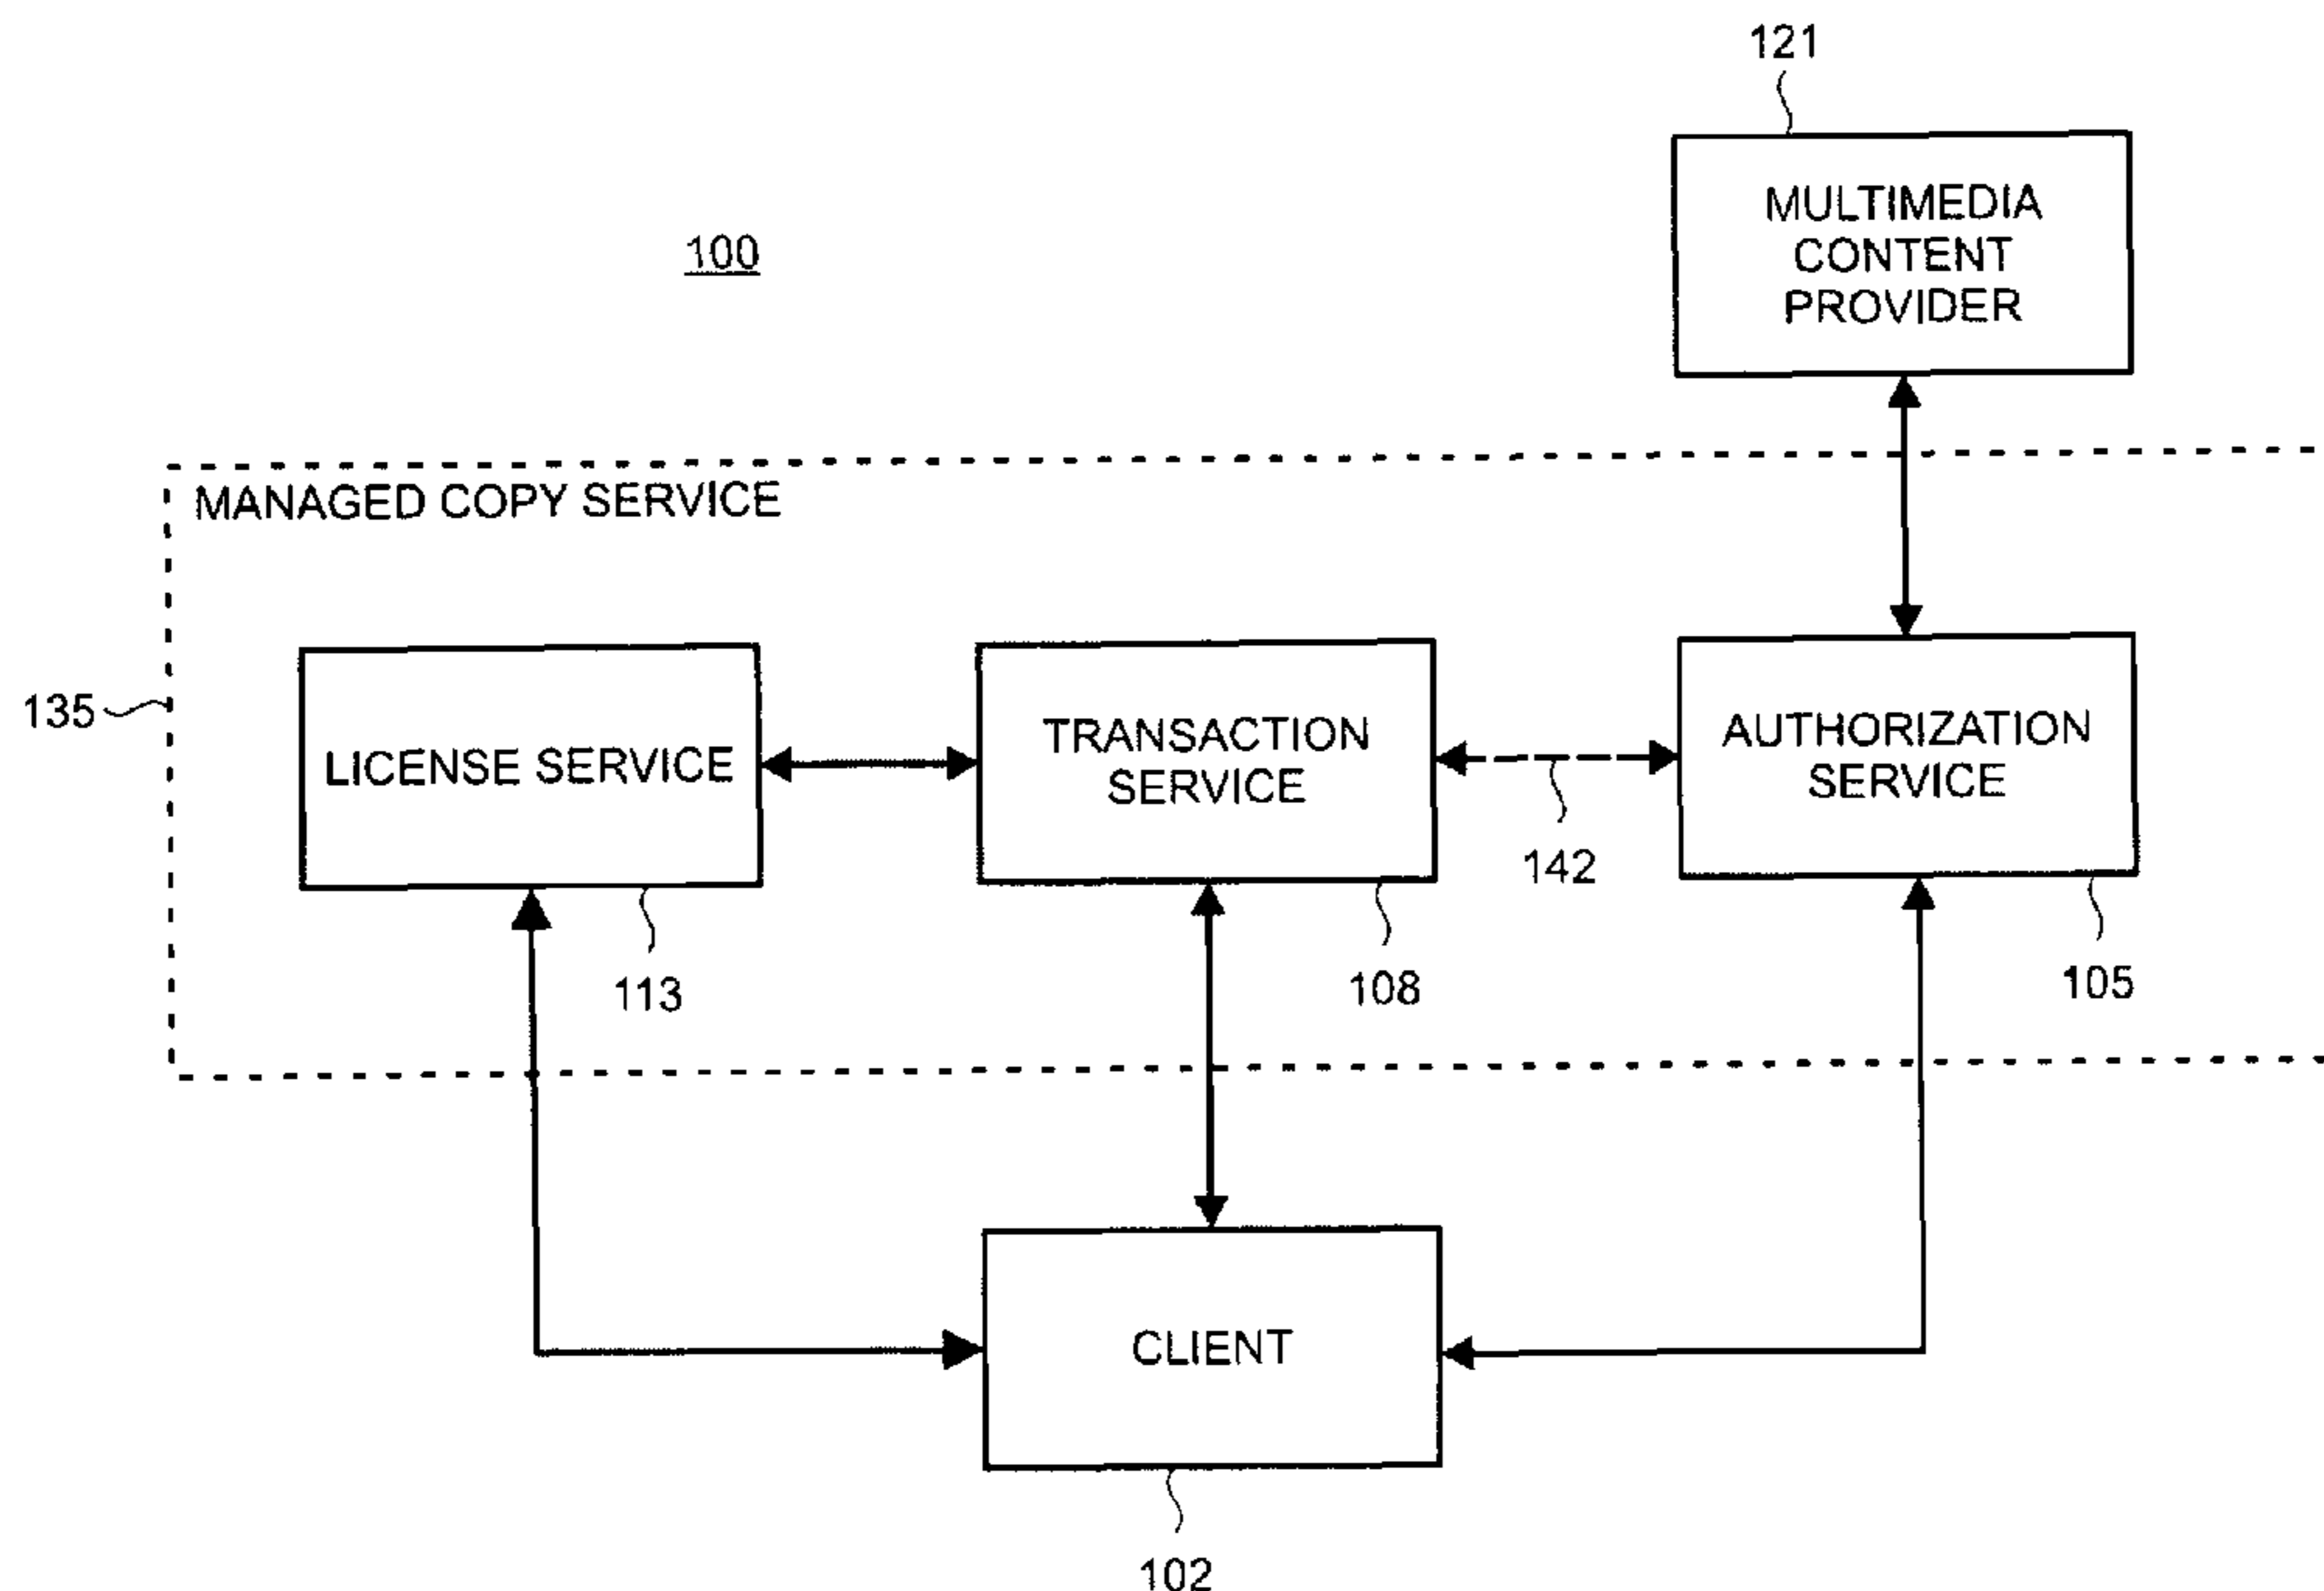 121
MULTIMEDIA
CONTENT
PROVIDER
100
MANAGED COPY SERVICE
135
LICENSE SERVICE
TRANSACTION
SERVICE
AUTHORIZATION
SERVICE
142
113
108
105
CLIENT
102